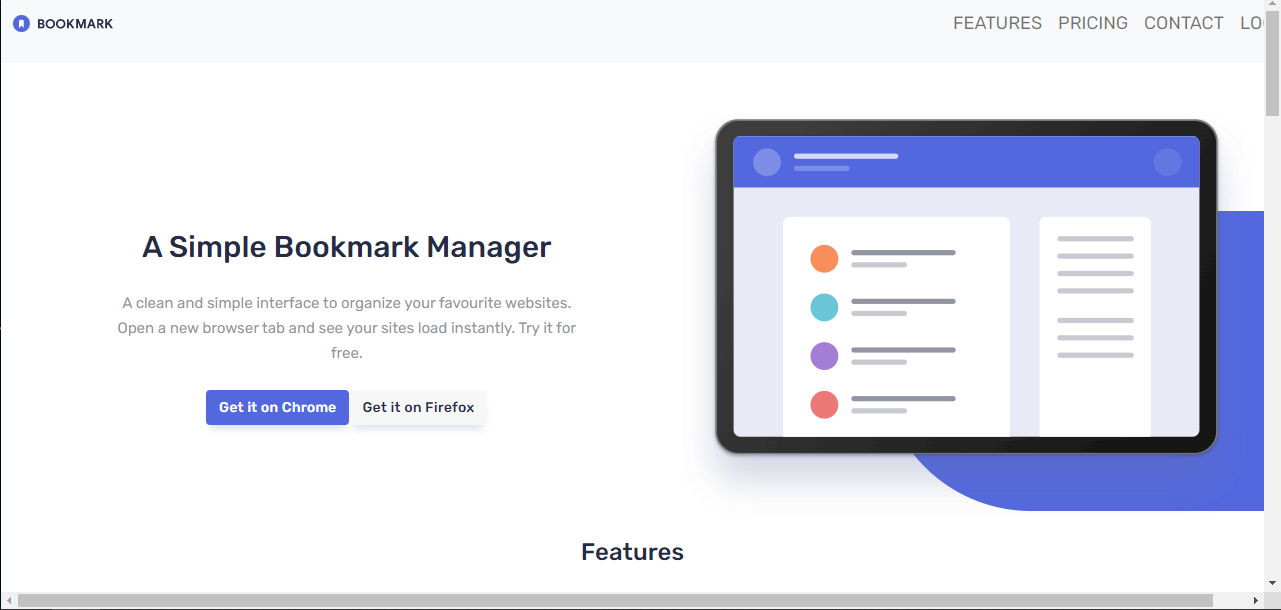 BOOKMARK FEATURES PRICING CONTACT
A Simple Bookmark Manager
A clean and simple interface to organize your favourite websites.
Open a new browser tab and see your sites load instantly. Try it for
free.
Get it on Chrome Get it on Firefox
Features